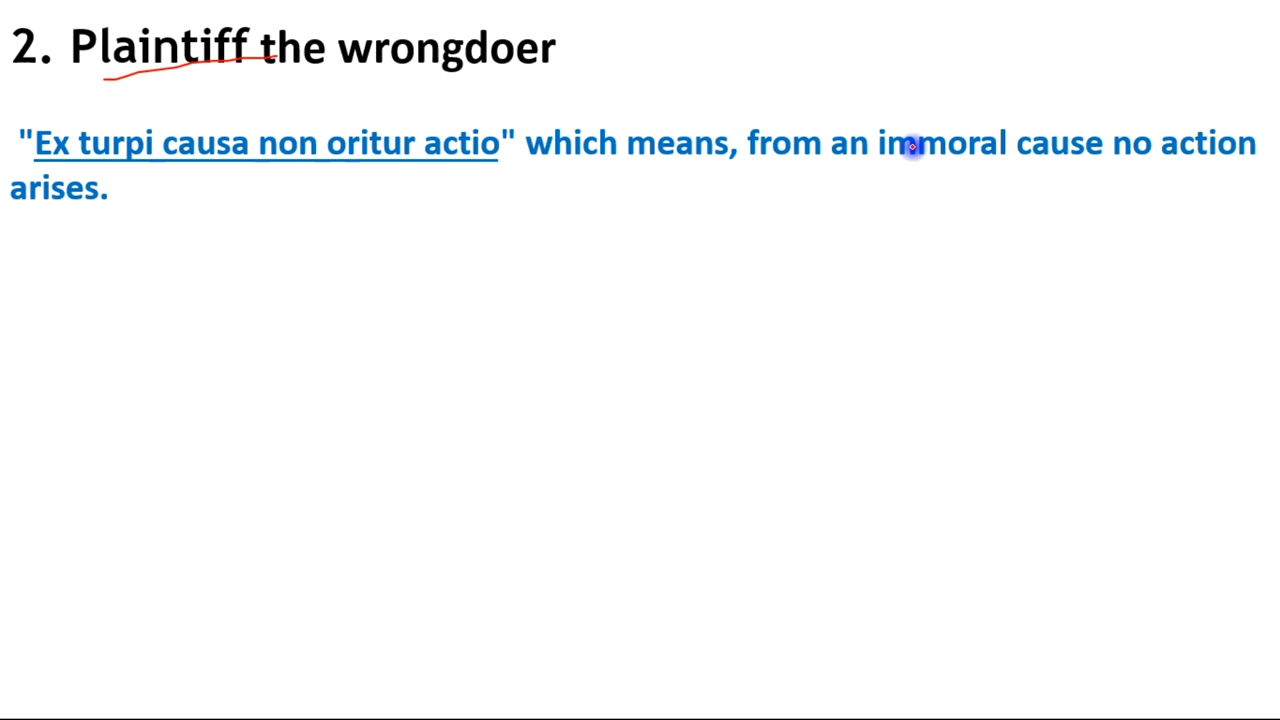 2. Plaintiff the wrongdoer
"Ex turpi causa non oritur actio" which means, from an immoral cause no action
arises.